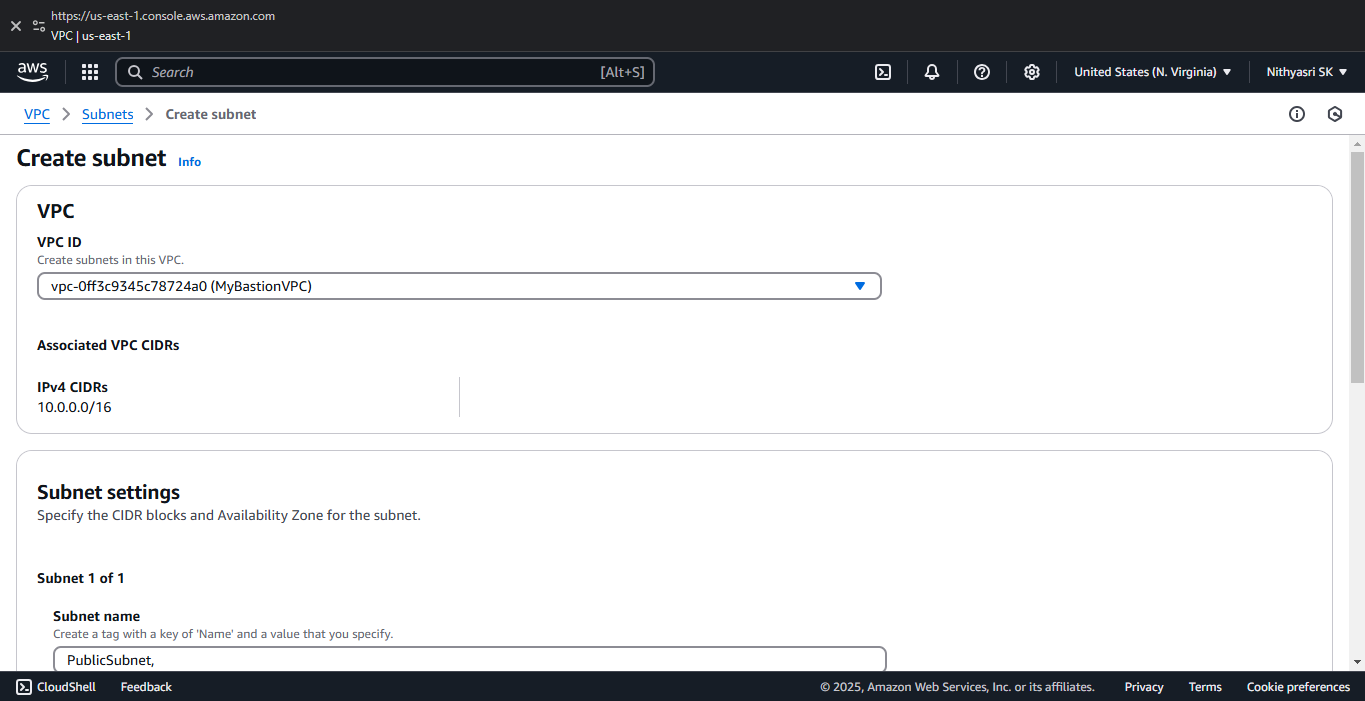 https://us-east-1.console.aws.amazon.com
VPC | us-east-1
aws
Search [Alt+S]
United States (N. Virginia) Nithyasri SK
VPC Subnets Create subnet
Create subnet Info
VPC
VPC ID
Create subnets in this VPC.
vpc-0ff3c9345c78724a0 (MyBastionVPC)
Associated VPC CIDRs
IPv4 CIDRs
10.0.0.0/16
Subnet settings
Specify the CIDR blocks and Availability Zone for the subnet.
Subnet 1 of 1
Subnet name
Create a tag with a key of 'Name' and a value that you specify.
PublicSubnet,
CloudShell Feedback © 2025, Amazon Web Services, Inc. or its affiliates. Privacy Terms Cookie preferences